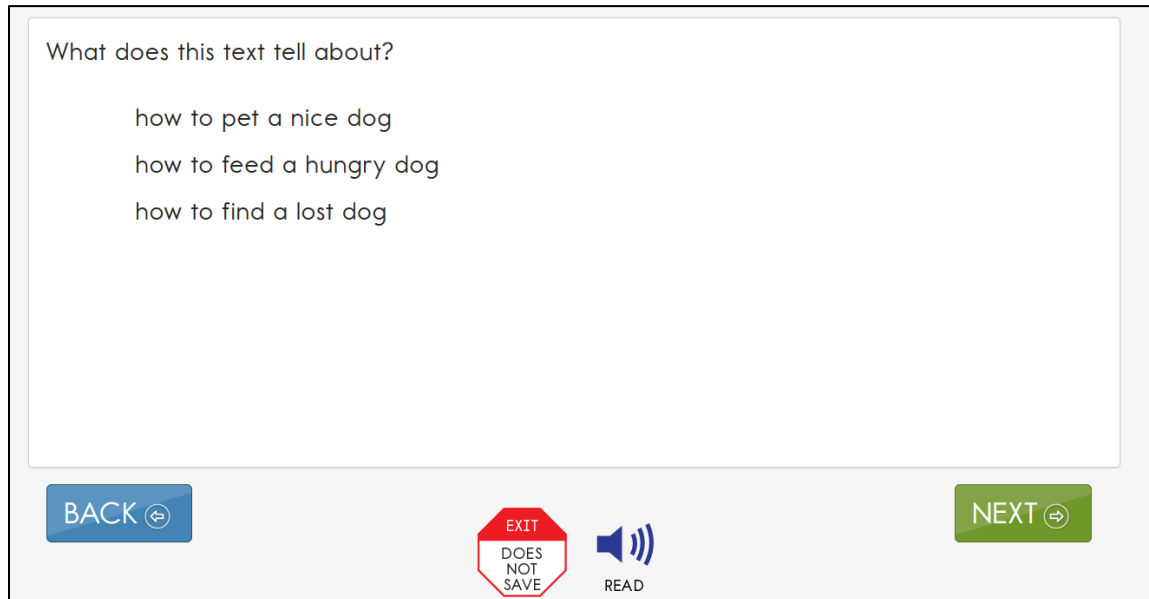 What does this text tell about?
how to pet a nice dog
how to feed a hungry dog
how to find a lost dog
BACK
NEXT
EXIT
DOES
NOT
SAVE
READ